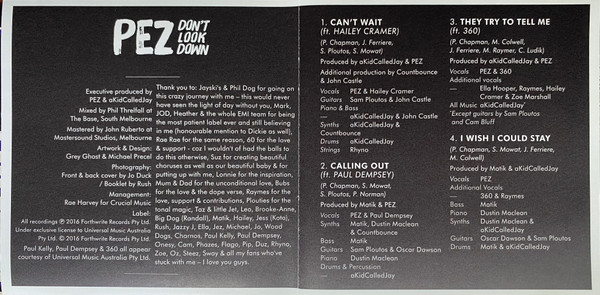 PEZ DON'T
LOOK
DOWN
Executive produced by
PEZ & aKidCalledJay
Mixed by Phil Threlfall at
The Base, South Melbourne
Mastered by John Ruberto at
Mastersound Studios, Melbourne
Artwork & Design:
Grey Ghost & Michael Precel
Photography:
Front & back cover by Jo Duck
/ Booklet by Rush
Management:
Rae Harvey for Crucial Music
Label:
All recordings ℗ 2016 Forthwrite Records Pty Ltd.
Under exclusive license to Universal Music Australia
Pty Ltd. © 2016 Forthwrite Records Pty Ltd.
Paul Kelly, Paul Dempsey & 360 all appear
courtesy of Universal Music Australia Pty Ltd.
Thank you to: Jayski's & Phil Dog for going on
this crazy journey with me – this would never
have seen the light of day without you, Mark,
JOD, Heather & the whole EMI team for being
the most patient label ever and still believing
in me (honourable mention to Dickie as well),
Rae Rae for the same reason, 60 for the love
& support - coz I wouldn't of had the balls to
do this otherwise, Suz for creating beautiful
choruses as well as our beautiful baby & for
putting up with me, Lonnie for the inspiration,
Mum & Dad for the unconditional love, Bubs
for the love & the dope verse, Raymes for the
love, support & contributions, Plouties for the
tonal magic, Taz & Little Jet, Lea, Brooke-Anne
Big Dog (Randall), Matik, Hailey, Jess (Kota),
Rush, Jazzy J, Ella, Jez, Michael, Jo, Woad
Dogs, Charnos, Paul Kelly, Paul Dempsey,
Onesy, Cam, Phazes, Flago, Pip, Duz, Rhyno,
Zoe, Oz, Steez, Sway & all my fans who've
stuck with me – I love you guys.
1. CAN'T WAIT
(ft. HAILEY CRAMER)
(P. Chapman, J. Ferriere,
S. Ploutos, S. Mowat)
Produced by aKidCalledJay & PEZ
Additional production by Countbounce
& John Castle
Vocals PEZ & Hailey Cramer
Guitars Sam Ploutos & John Castle
Piano & Bass
— aKidCalledJay & John Castle
Synths aKidCalledJay &
Countbounce
Drums aKidCalledJay
Strings Rhyno
2. CALLING OUT
(ft. PAUL DEMPSEY)
(P. Chapman, S. Mowat,
S. Ploutos, P. Norman)
Produced by Matik & PEZ
Vocals PEZ & Paul Dempsey
Synths Matik, Dustin Maclean
& Countbounce
Bass Matik
Guitars Sam Ploutos & Oscar Dawson
Piano Dustin Maclean
Drums & Percussion
— aKidCalledJay
3. THEY TRY TO TELL ME
(ft. 360)
(P. Chapman, M. Colwell,
J. Ferriere, M. Raymer, C. Ludik)
Produced by aKidCalledJay & PEZ
Vocals PEZ & 360
Additional vocals
— Ella Hooper, Raymes, Hailey
Cramer & Zoe Marshall
All Music aKidCalledJay*
*Except guitars by Sam Ploutos
and Cam Bluff
4. I WISH I COULD STAY
(P. Chapman, S. Mowat, J. Ferriere,
M. Colwell)
Produced by Matik & aKidCalledJay
Vocals PEZ
Additional Vocals
— 360 & Raymes
Bass Matik
Piano Dustin Maclean
Synths Dustin Maclean &
aKidCalledJay
Guitars Oscar Dawson & Sam Ploutos
Drums Matik & aKidCalledJay